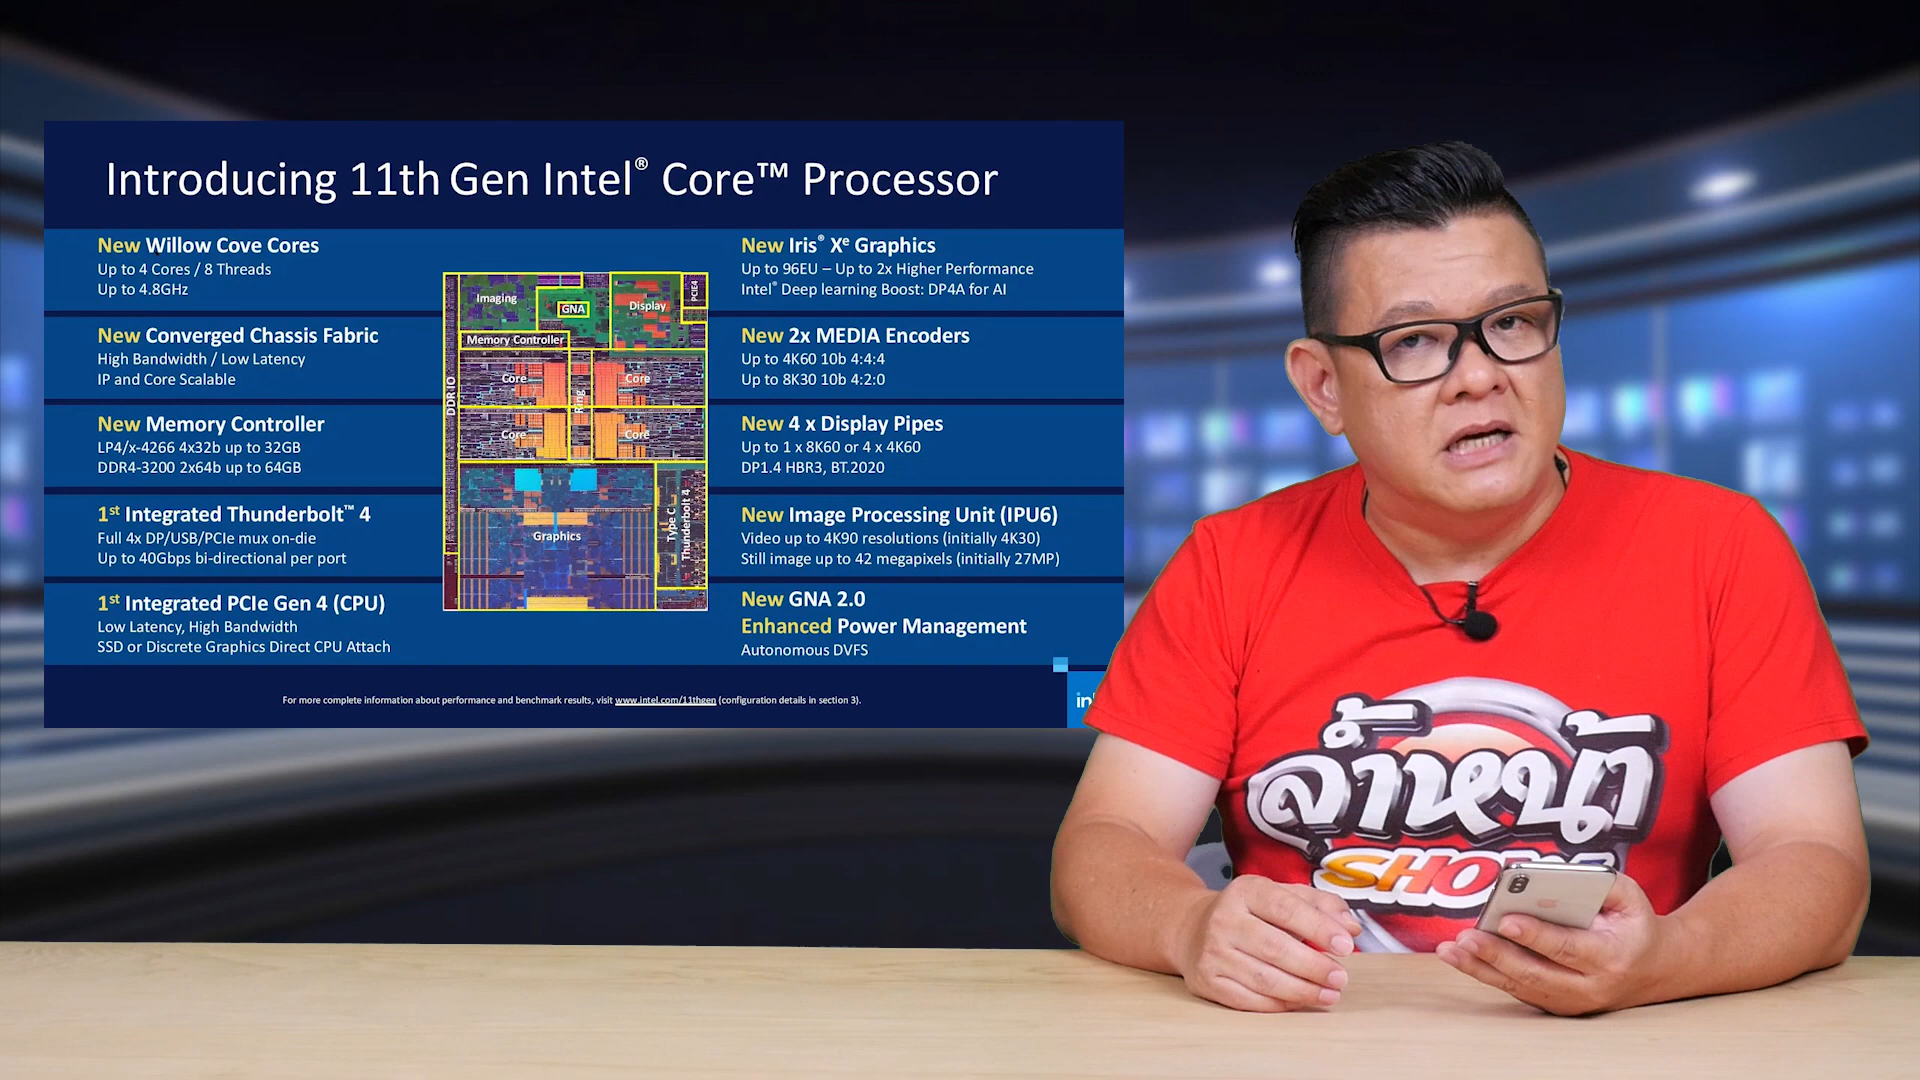 Introducing 11th Gen Intel® Core™ Processor
New Willow Cove Cores
Up to 4 Cores / 8 Threads
Up to 4.8GHz
New Converged Chassis Fabric
High Bandwidth / Low Latency
IP and Core Scalable
New Memory Controller
LP4/x-4266 4x32b up to 32GB
DDR4-3200 2x64b up to 64GB
1st Integrated Thunderbolt™ 4
Full 4x DP/USB/PCIe mux on-die
Up to 40Gbps bi-directional per port
1st Integrated PCIe Gen 4 (CPU)
Low Latency, High Bandwidth
SSD or Discrete Graphics Direct CPU Attach
Imaging
GNA
Display
PCIE4
Memory Controller
DDR IO
Core
Ring
Core
Core
Core
Graphics
Type C
Thunderbolt 4
New Iris® Xe Graphics
Up to 96EU – Up to 2x Higher Performance
Intel® Deep learning Boost: DP4A for AI
New 2x MEDIA Encoders
Up to 4K60 10b 4:4:4
Up to 8K30 10b 4:2:0
New 4 x Display Pipes
Up to 1 x 8K60 or 4 x 4K60
DP1.4 HBR3, BT.2020
New Image Processing Unit (IPU6)
Video up to 4K90 resolutions (initially 4K30)
Still image up to 42 megapixels (initially 27MP)
New GNA 2.0
Enhanced Power Management
Autonomous DVFS
For more complete information about performance and benchmark results, visit www.intel.com/11thgen (configuration details in section 3).
ล้ำหน้า